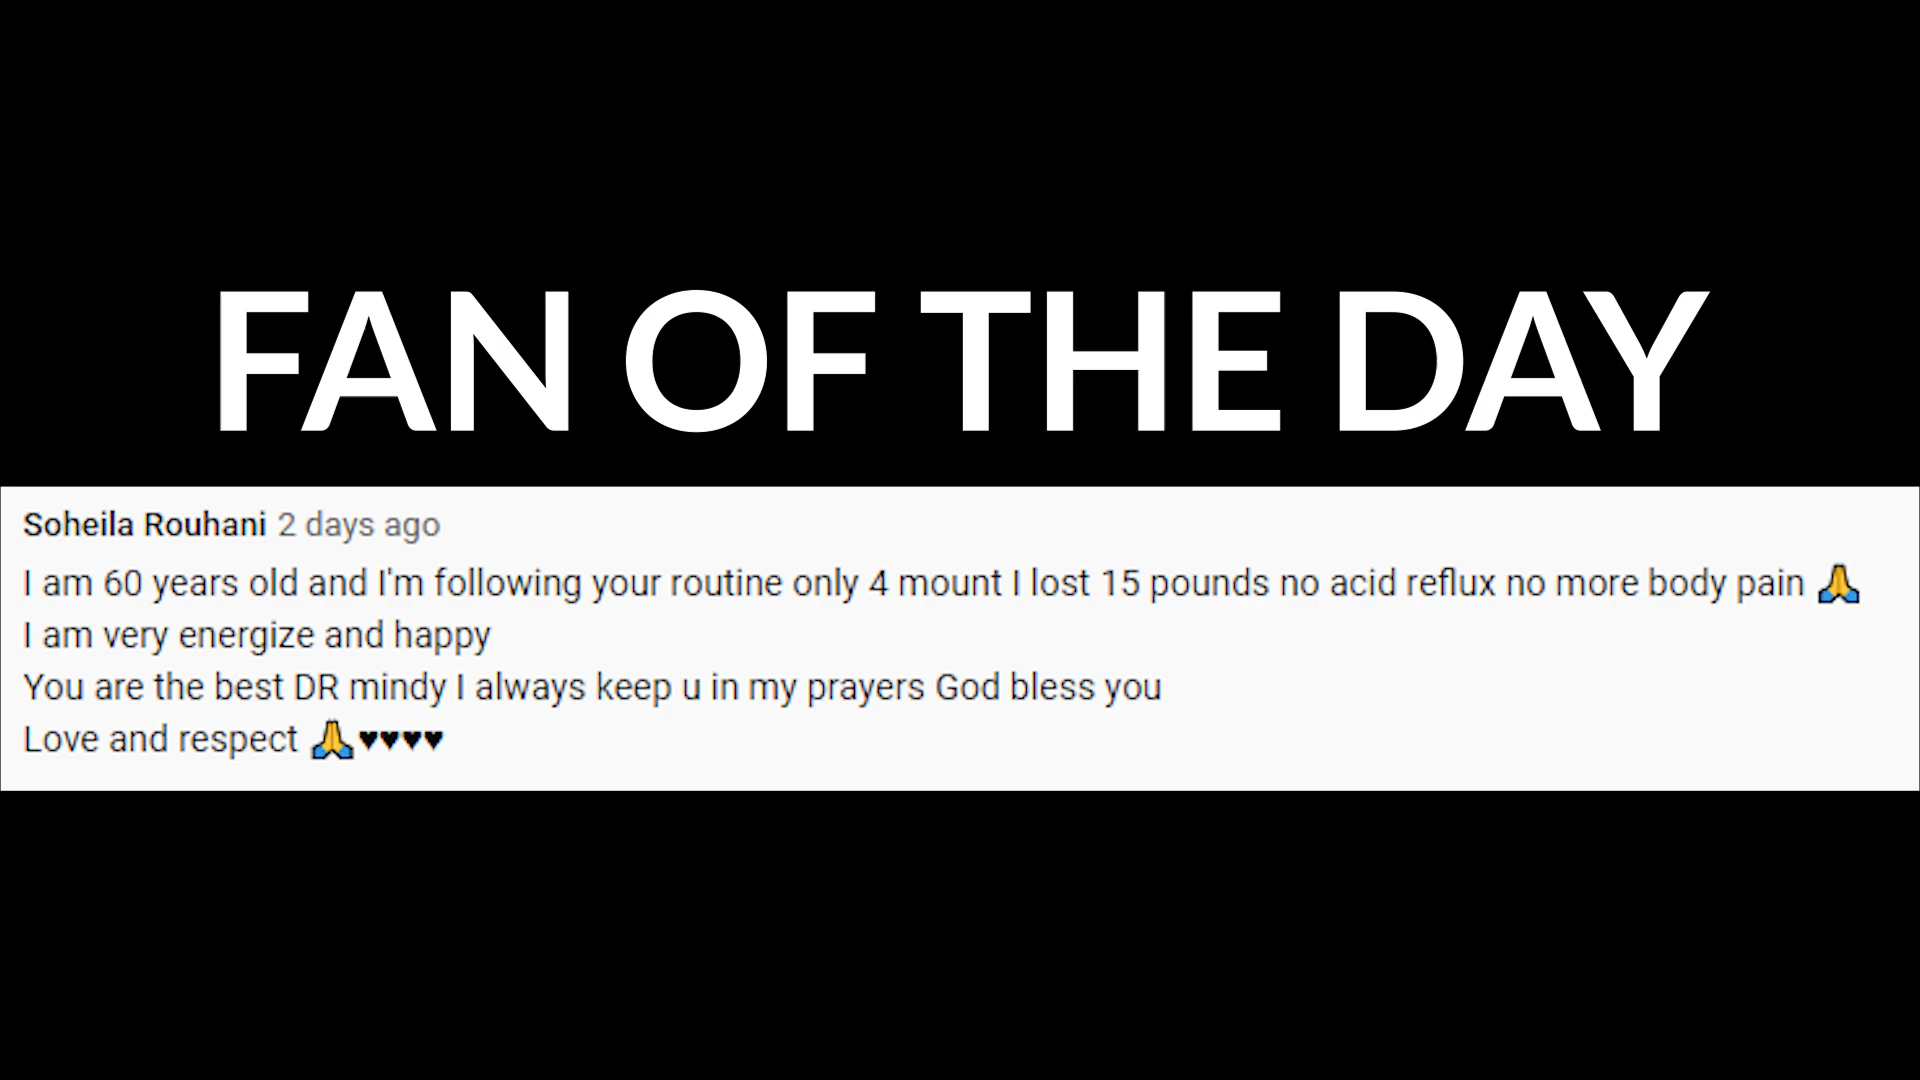 FAN OF THE DAY
Soheila Rouhani 2 days ago
I am 60 years old and I'm following your routine only 4 mount I lost 15 pounds no acid reflux no more body pain 🙏
I am very energize and happy
You are the best DR mindy I always keep u in my prayers God bless you
Love and respect 🙏♥♥♥♥